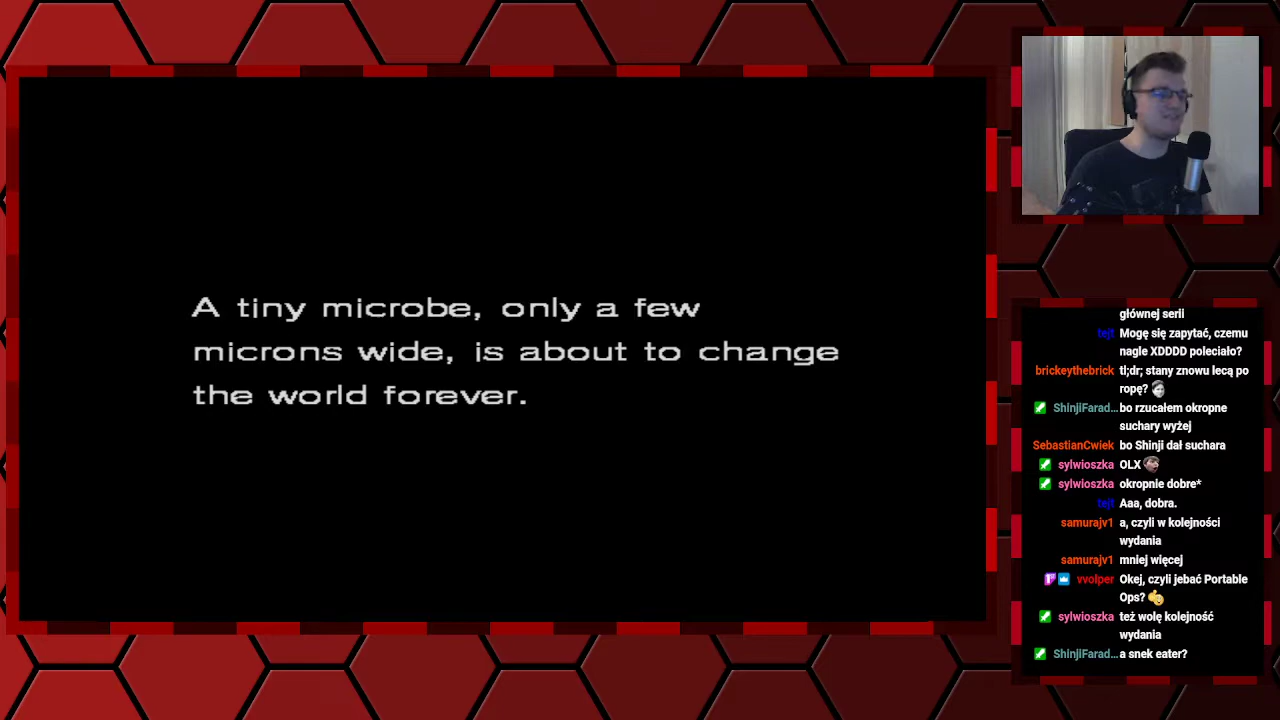 A tiny microbe, only a few
microns wide, is about to change
the world forever.
głównej serii
tejt Mogę się zapytać, czemu
nagle XDDDD poleciało?
brickeythebrick tl;dr; stany znowu lecą po
ropę?
ShinjiFarad... bo rzucałem okropne
suchary wyżej
SebastianCwiek bo Shinji dał suchara
sylwioszka OLX
sylwioszka okropnie dobre*
tejt Aaa, dobra.
samurajv1 a, czyli w kolejności
wydania
samurajv1 mniej więcej
vvolper Okej, czyli jebać Portable
Ops?
sylwioszka też wolę kolejność
wydania
ShinjiFarad... a snek eater?